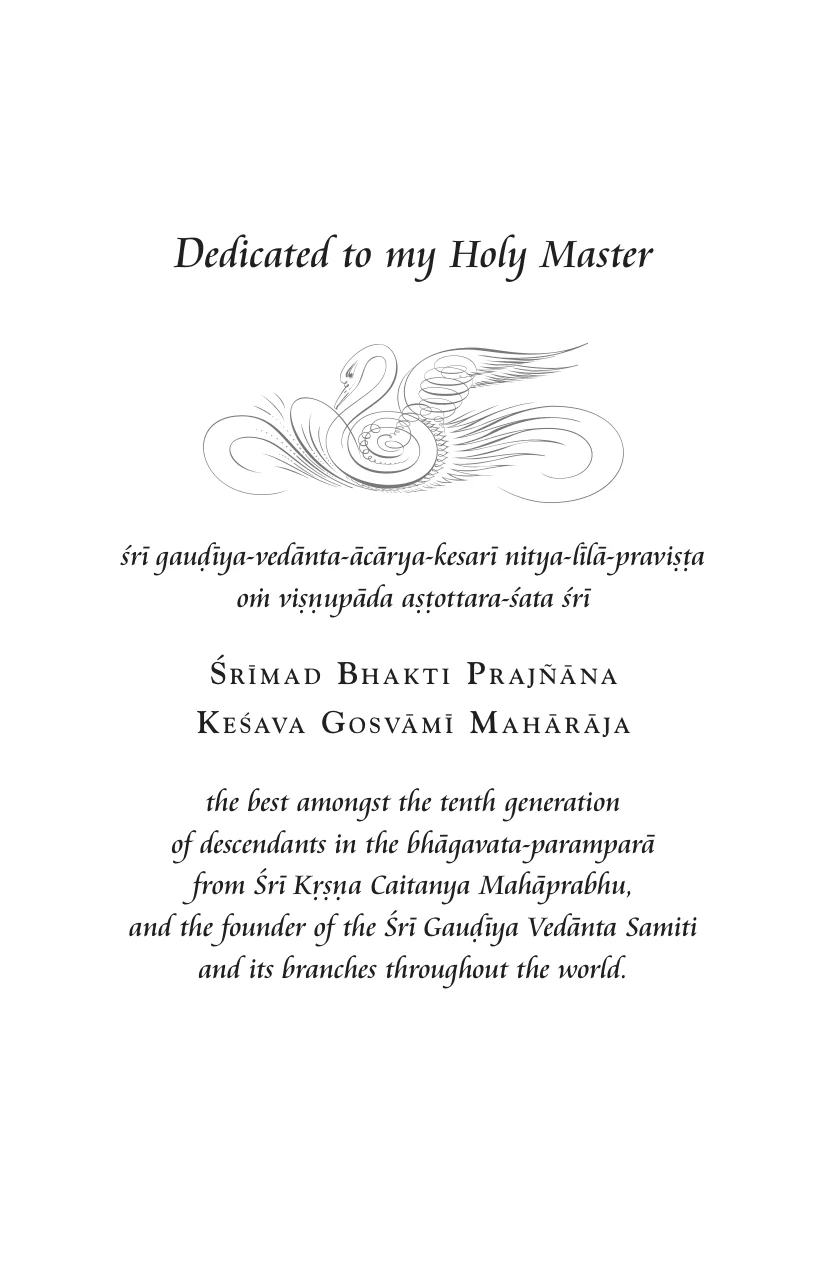 Dedicated to my Holy Master
śrī gauḍīya-vedānta-ācārya-kesarī nitya-līlā-praviṣṭa
oṁ viṣṇupāda aṣṭottara-śata śrī
Śrīmad Bhakti Prajñāna
Keśava Gosvāmī Mahārāja
the best amongst the tenth generation
of descendants in the bhāgavata-paramparā
from Śrī Kṛṣṇa Caitanya Mahāprabhu,
and the founder of the Śrī Gauḍīya Vedānta Samiti
and its branches throughout the world.